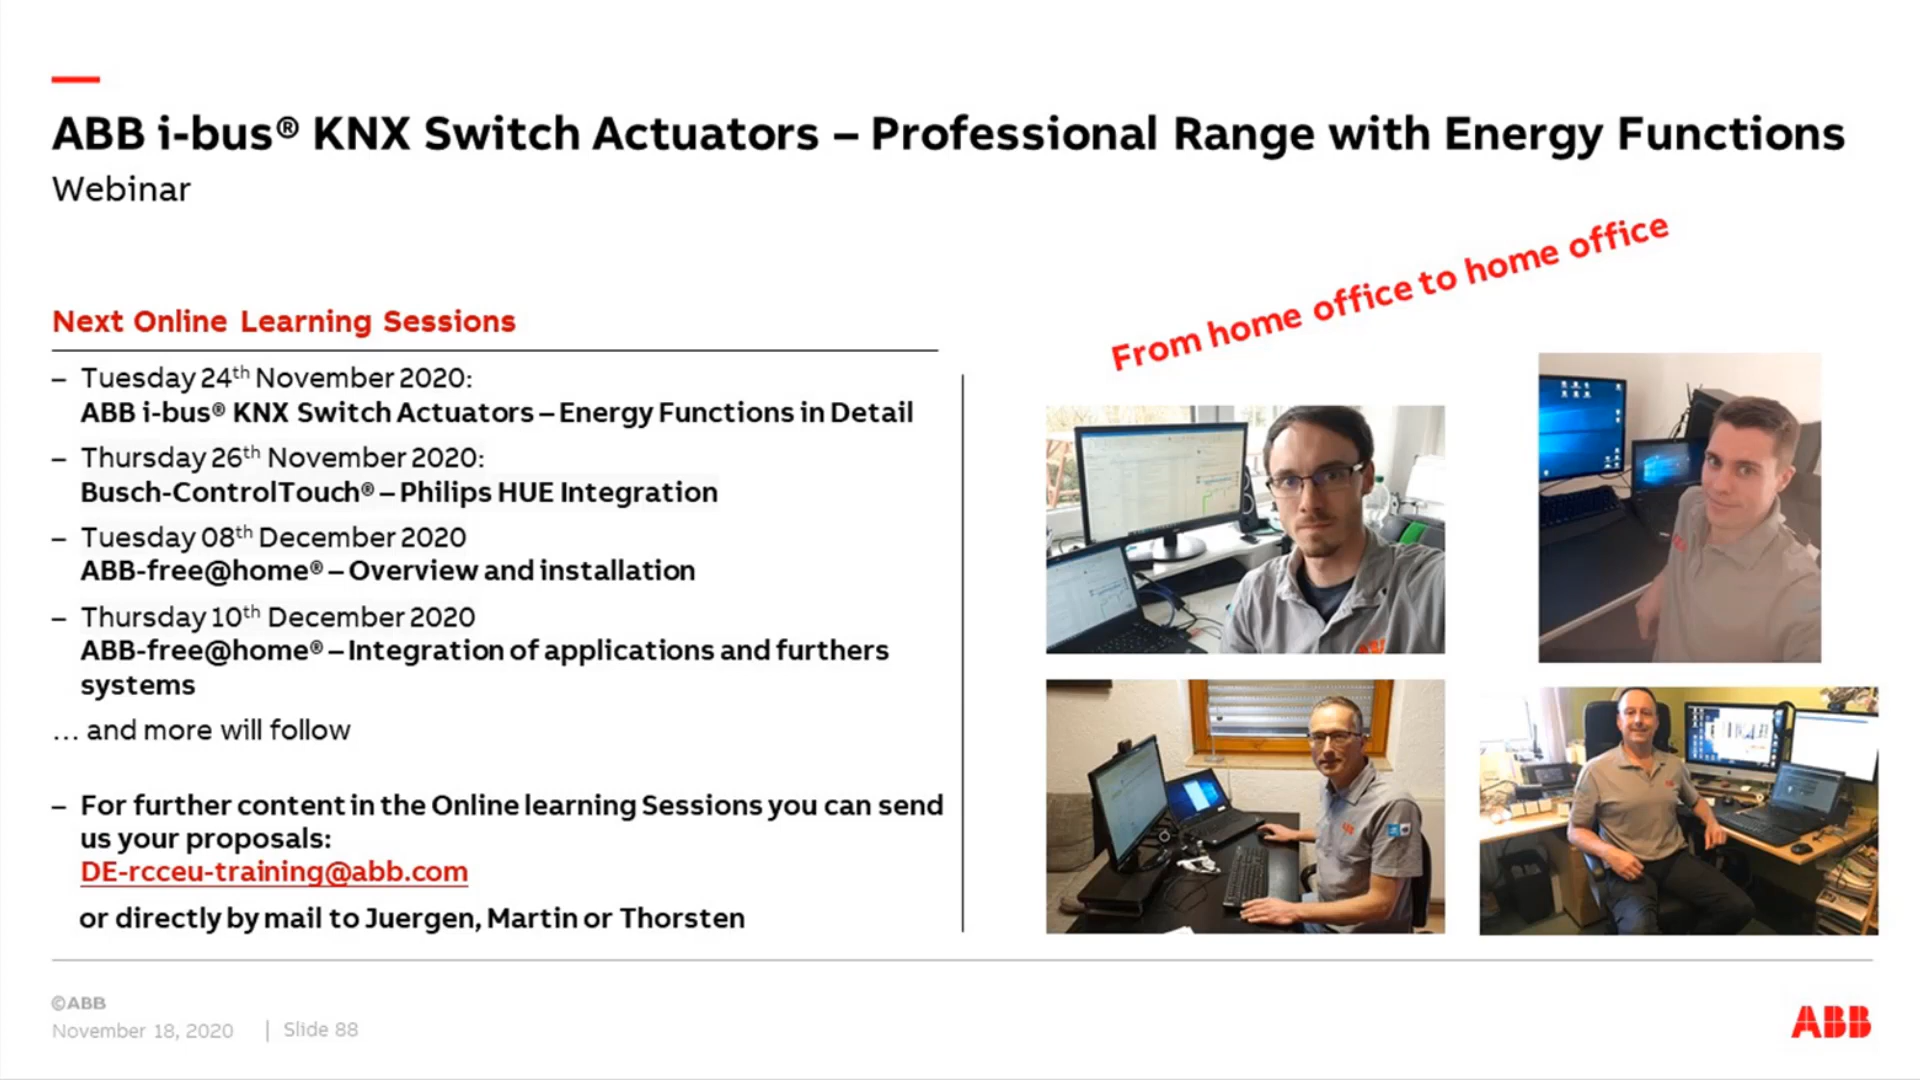 ABB i-bus® KNX Switch Actuators – Professional Range with Energy Functions
Webinar
From home office to home office
Next Online Learning Sessions
– Tuesday 24th November 2020:
ABB i-bus® KNX Switch Actuators – Energy Functions in Detail
– Thursday 26th November 2020:
Busch-ControlTouch® – Philips HUE Integration
– Tuesday 08th December 2020
ABB-free@home® – Overview and installation
– Thursday 10th December 2020
ABB-free@home® – Integration of applications and furthers
systems
... and more will follow
– For further content in the Online learning Sessions you can send
us your proposals:
DE-rcceu-training@abb.com
or directly by mail to Juergen, Martin or Thorsten
©ABB
November 18, 2020 | Slide 88
ABB